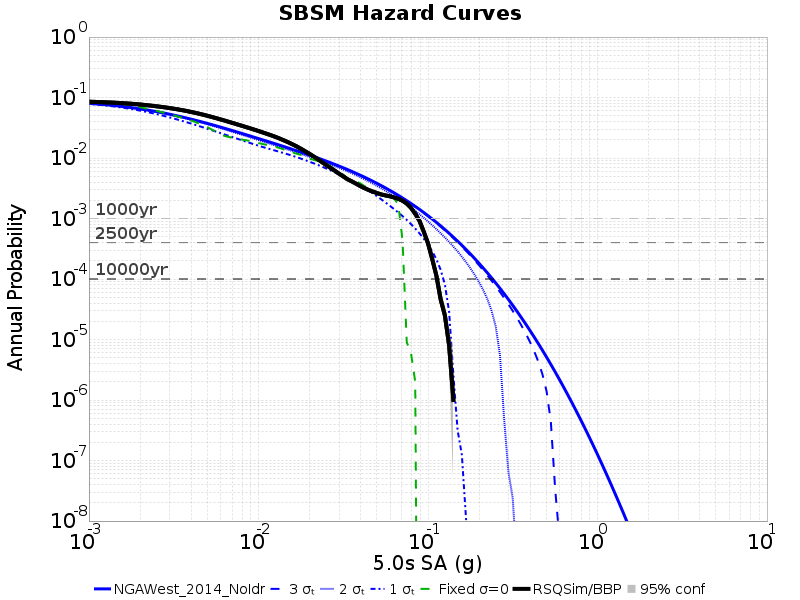 SBSM Hazard Curves
Annual Probability
10^0
10^-1
10^-2
10^-3
10^-4
10^-5
10^-6
10^-7
10^-8
1000yr
2500yr
10000yr
10^-3 10^-2 10^-1 10^0 10^1
5.0s SA (g)
NGAWest_2014_NoIdr 3 σₜ 2 σₜ 1 σₜ Fixed σ=0 RSQSim/BBP 95% conf